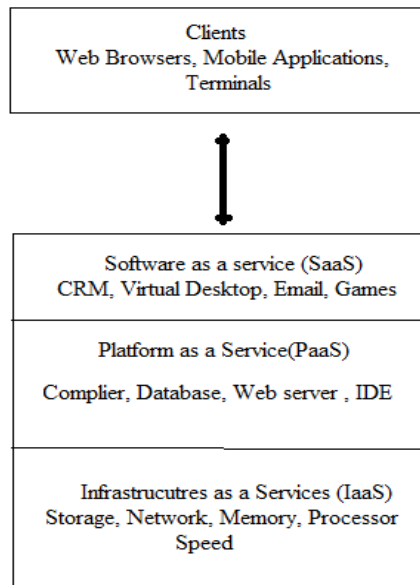 Clients
Web Browsers, Mobile Applications,
Terminals
Software as a service (SaaS)
CRM, Virtual Desktop, Email, Games
Platform as a Service(PaaS)
Complier, Database, Web server , IDE
Infrastrucutres as a Services (IaaS)
Storage, Network, Memory, Processor
Speed